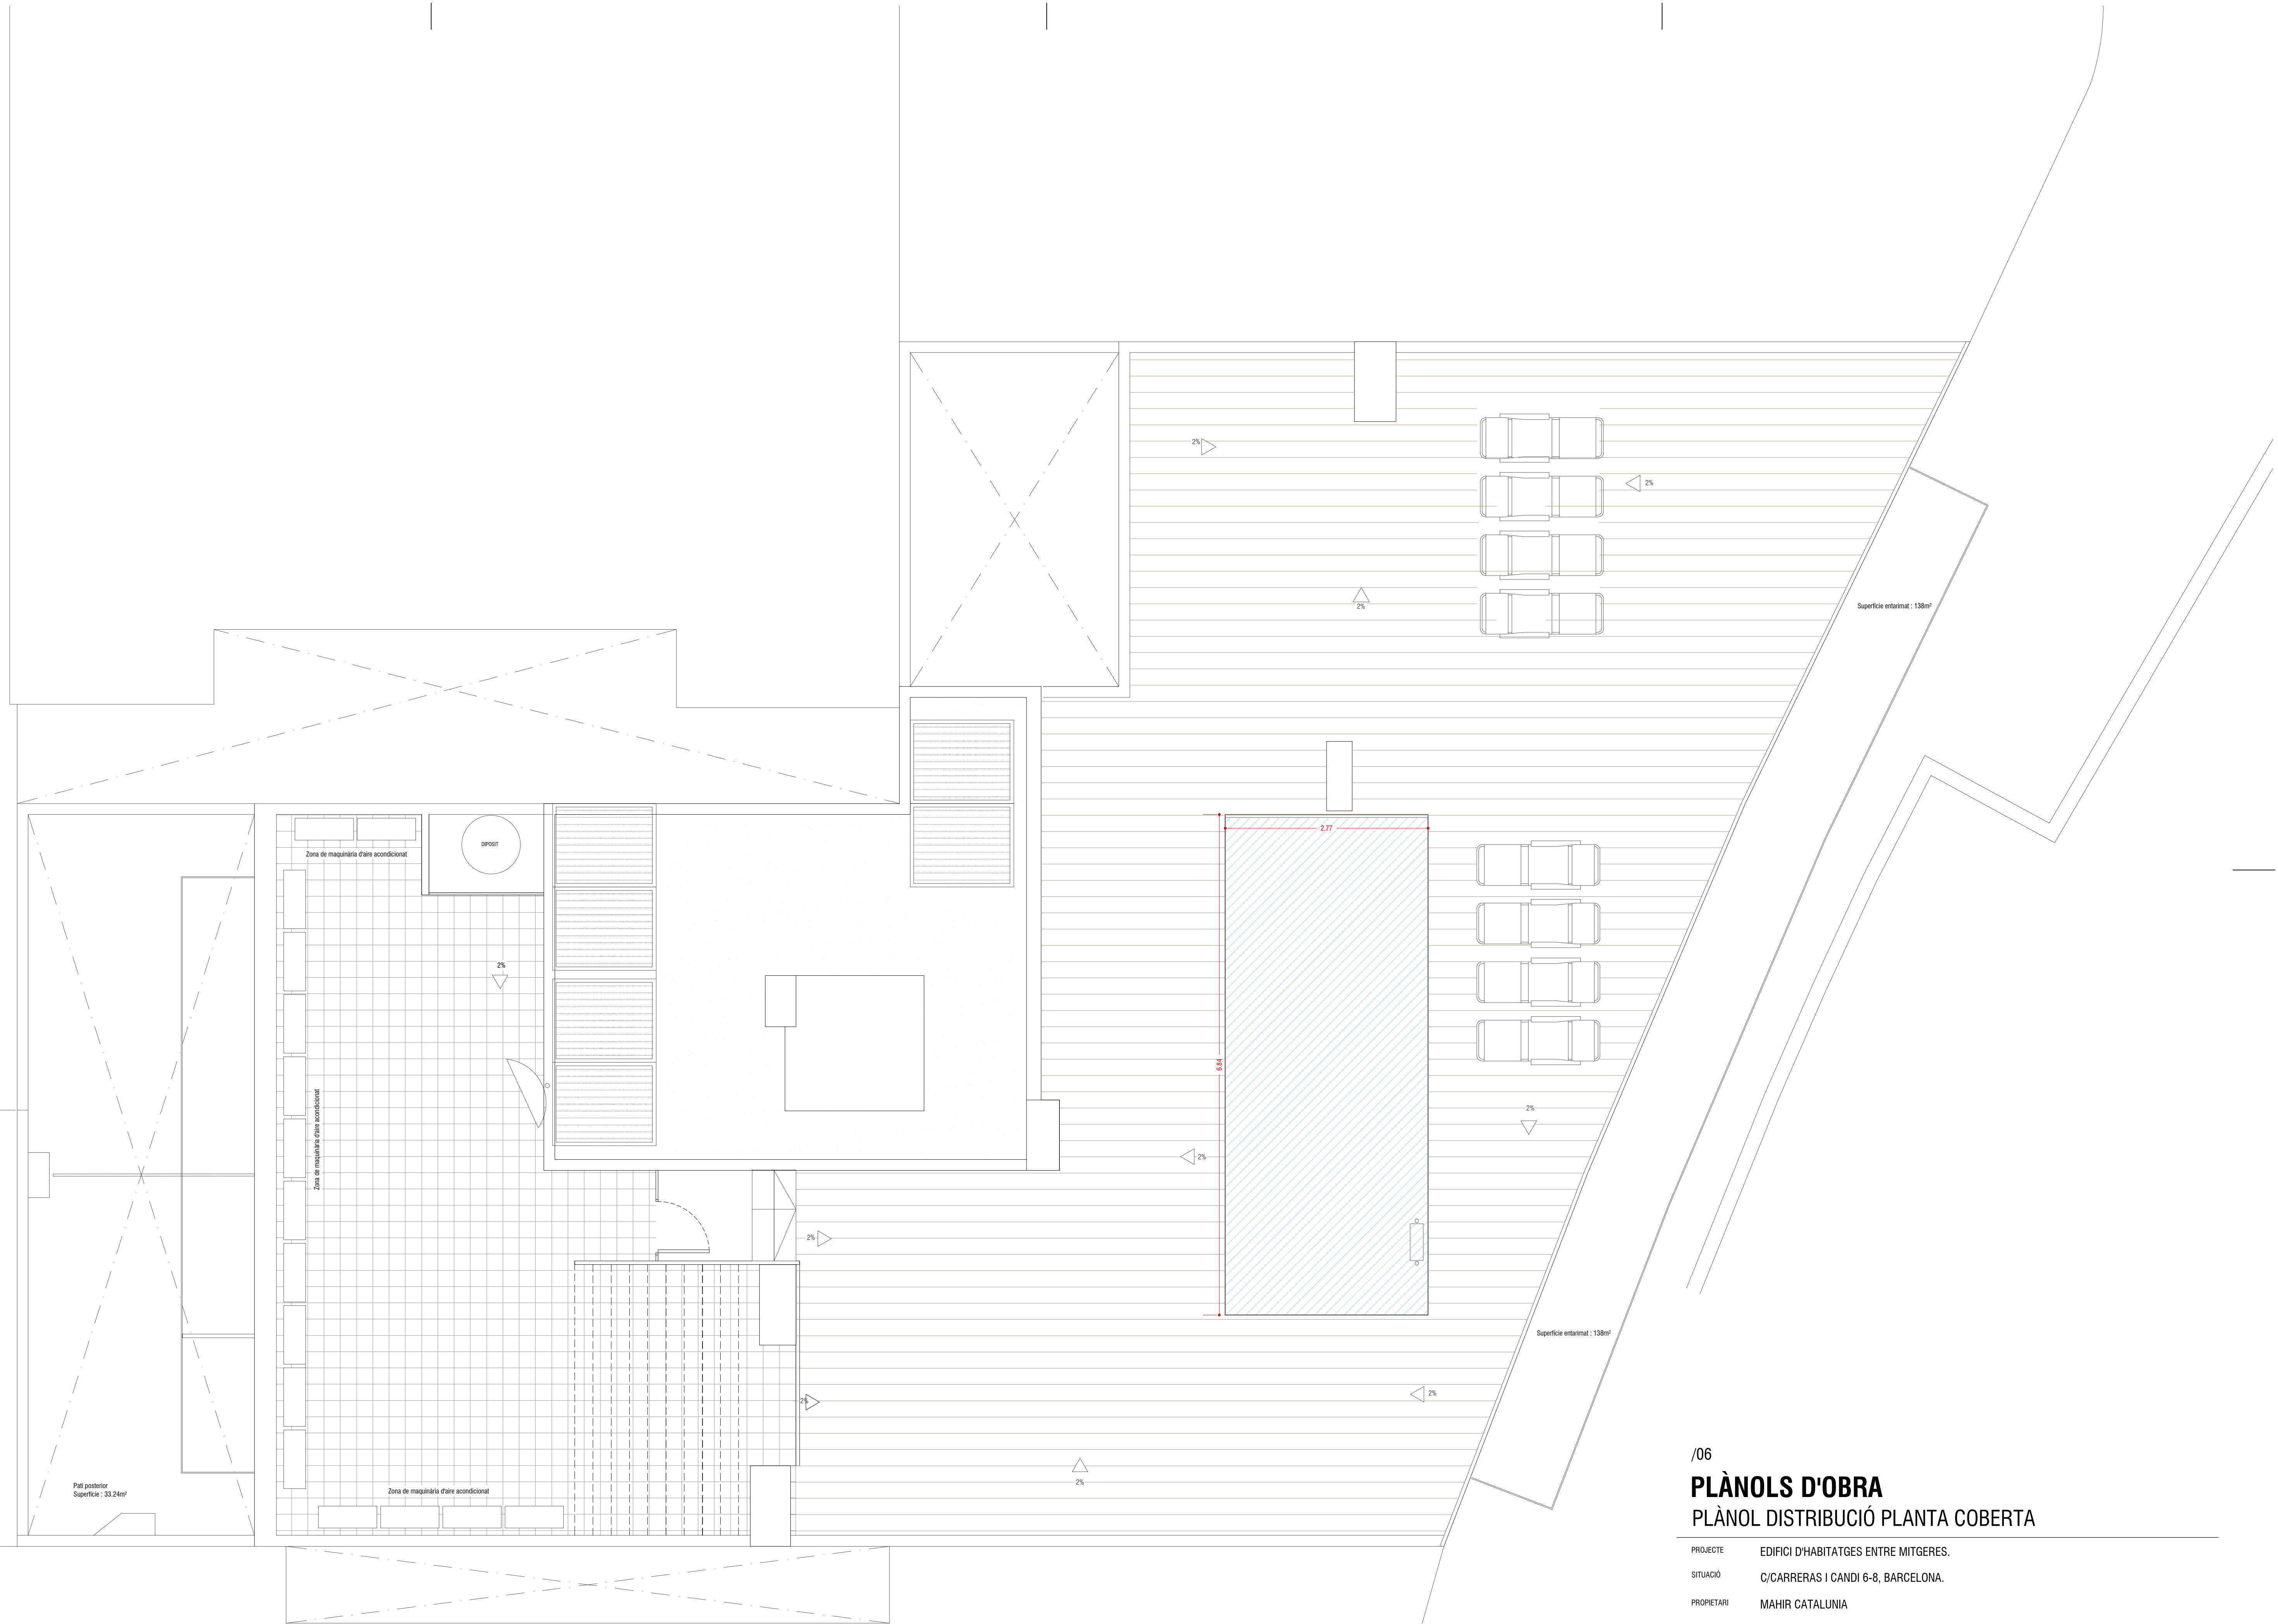 2%
2%
2%
Superfície entarimat : 138m²
2.77
DIPOSIT
Zona de maquinària d'aire acondicionat
2%
6.84
Zona de maquinària d'aire acondicionat
2%
2%
2%
Superfície entarimat : 138m²
2%
2%
2%
Pati posterior
Superfície : 33.24m²
Zona de maquinària d'aire acondicionat
/06
PLÀNOLS D'OBRA
PLÀNOL DISTRIBUCIÓ PLANTA COBERTA
PROJECTE EDIFICI D'HABITATGES ENTRE MITGERES.
SITUACIÓ C/CARRERAS I CANDI 6-8, BARCELONA.
PROPIETARI MAHIR CATALUNIA